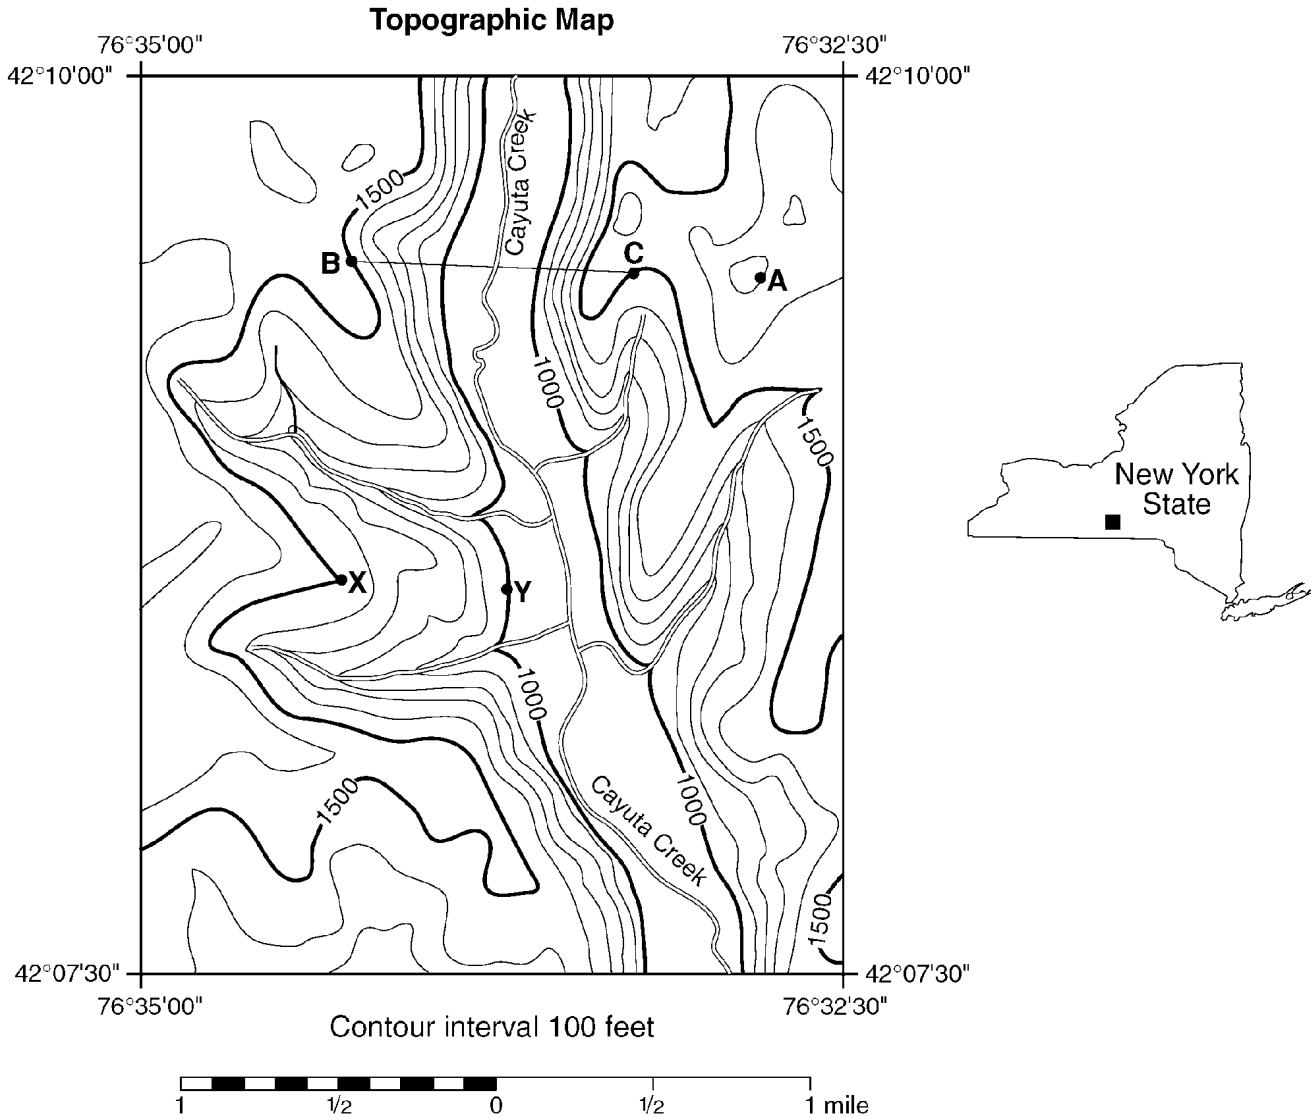 Topographic Map
76°35'00" 76°32'30"
42°10'00" 42°10'00"
Cayuta Creek
1500
B C A
1000
1500
New York
State
X Y
1000
1000
1500
Cayuta Creek
1500
42°07'30" 42°07'30"
76°35'00" 76°32'30"
Contour interval 100 feet
1 1/2 0 1/2 1 mile